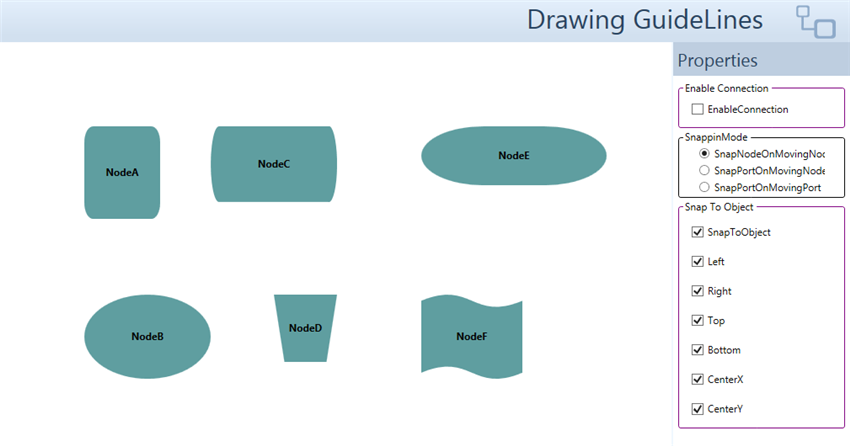 Drawing GuideLines
Properties
Enable Connection
EnableConnection
SnappinMode
SnapNodeOnMovingNoc
SnapPortOnMovingNode
SnapPortOnMovingPort
Snap To Object
SnapToObject
Left
Right
Top
Bottom
CenterX
CenterY
NodeA
NodeC
NodeE
NodeB
NodeD
NodeF